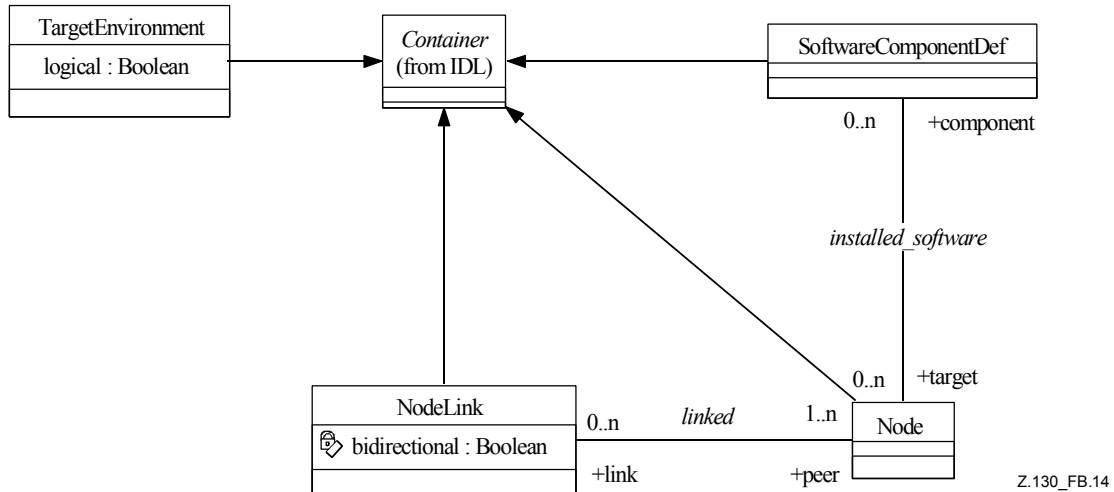 TargetEnvironment
logical : Boolean
Container
(from IDL)
SoftwareComponentDef
0..n
+component
installed_software
0..n
+target
NodeLink
bidirectional : Boolean
0..n
linked
1..n
+link
+peer
Node
Z.130_FB.14